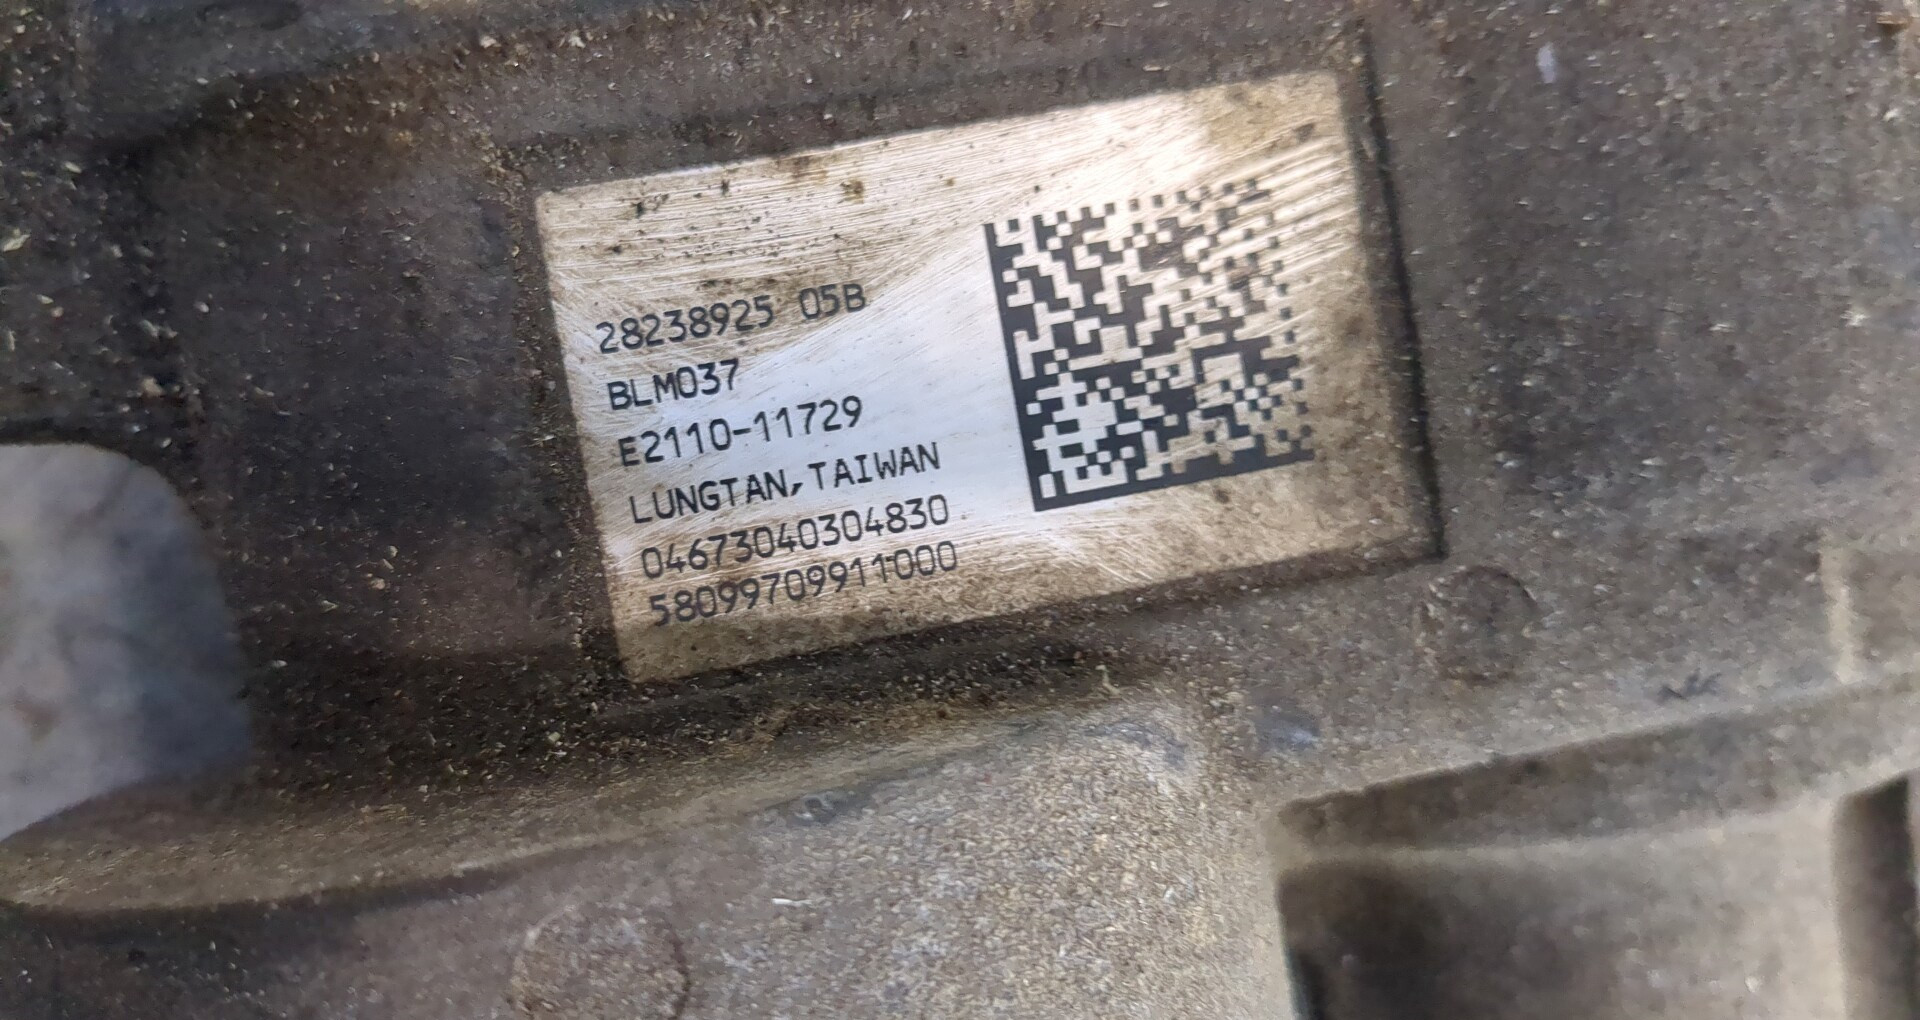 28238925 05B
BLM037
E2110-11729
LUNGTAN,TAIWAN
04673040304830
58099709911000